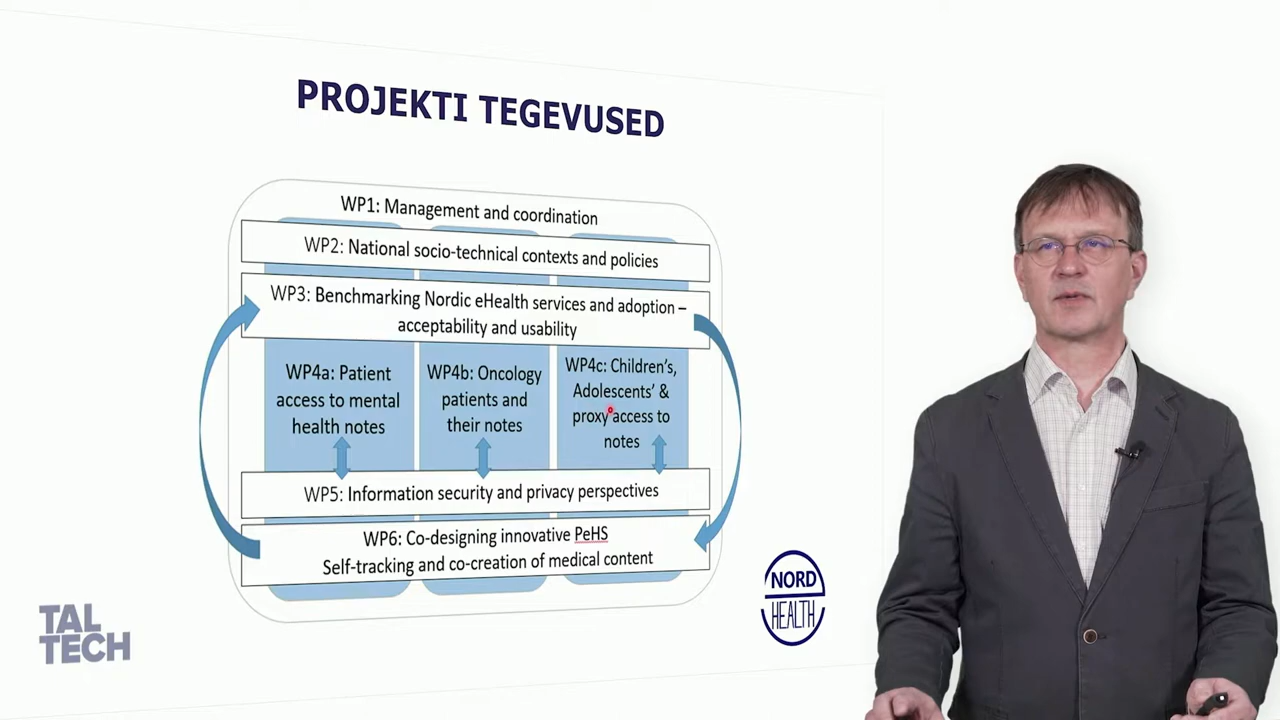 PROJEKTI TEGEVUSED
WP1: Management and coordination
WP2: National socio-technical contexts and policies
WP3: Benchmarking Nordic eHealth services and adoption –
acceptability and usability
WP4a: Patient
access to mental
health notes
WP4b: Oncology
patients and
their notes
WP4c: Children's,
Adolescents' &
proxy access to
notes
WP5: Information security and privacy perspectives
WP6: Co-designing innovative PeHS
Self-tracking and co-creation of medical content
TAL
TECH
NORD
HEALTH